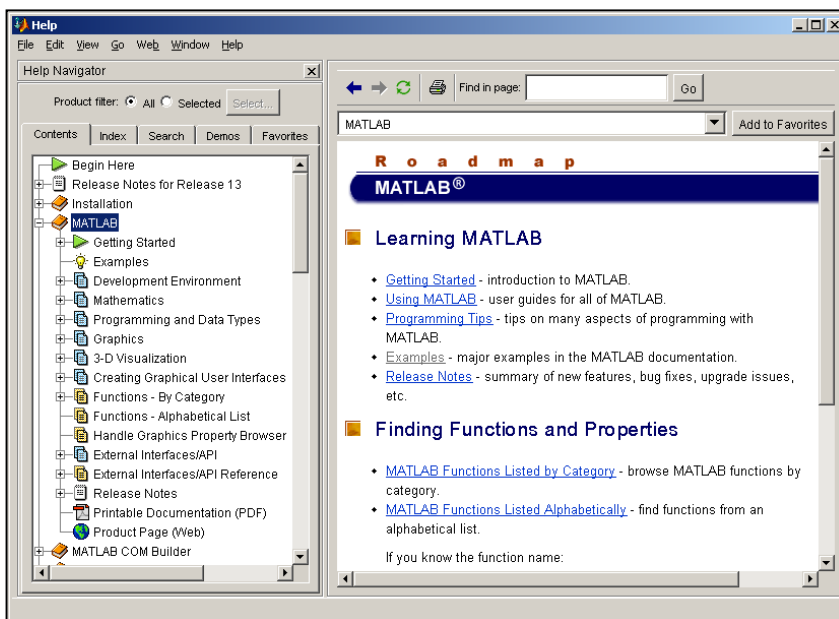 Help
File Edit View Go Web Window Help
Help Navigator
Product filter: All Selected Select...
Contents Index Search Demos Favorites
Begin Here
Release Notes for Release 13
Installation
MATLAB
Getting Started
Examples
Development Environment
Mathematics
Programming and Data Types
Graphics
3-D Visualization
Creating Graphical User Interfaces
Functions - By Category
Functions - Alphabetical List
Handle Graphics Property Browser
External Interfaces/API
External Interfaces/API Reference
Release Notes
Printable Documentation (PDF)
Product Page (Web)
MATLAB COM Builder
Find in page: Go
MATLAB Add to Favorites
Roadmap
MATLAB®
Learning MATLAB
Getting Started - introduction to MATLAB.
Using MATLAB - user guides for all of MATLAB.
Programming Tips - tips on many aspects of programming with
MATLAB.
Examples - major examples in the MATLAB documentation.
Release Notes - summary of new features, bug fixes, upgrade issues,
etc.
Finding Functions and Properties
MATLAB Functions Listed by Category - browse MATLAB functions by
category.
MATLAB Functions Listed Alphabetically - find functions from an
alphabetical list.
If you know the function name: